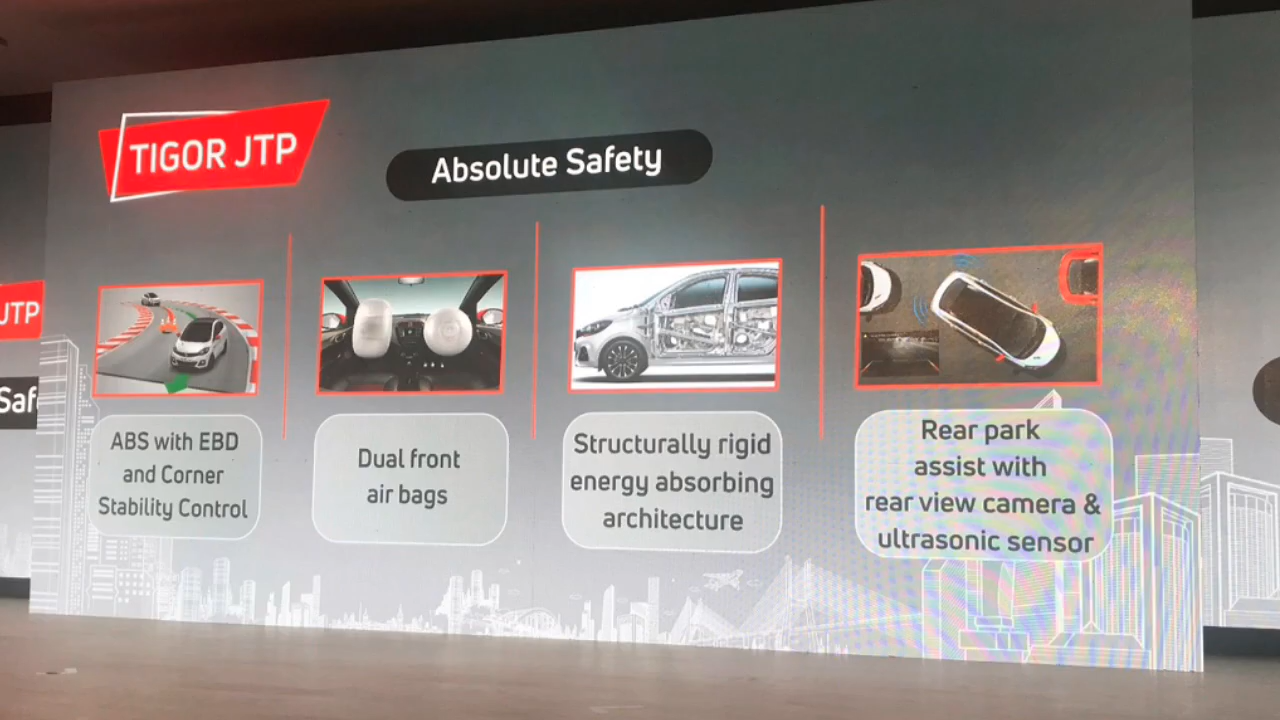 TIGOR JTP
Absolute Safety
JTP
Saf
ABS with EBD
and Corner
Stability Control
Dual front
air bags
Structurally rigid
energy absorbing
architecture
Rear park
assist with
rear view camera &
ultrasonic sensor